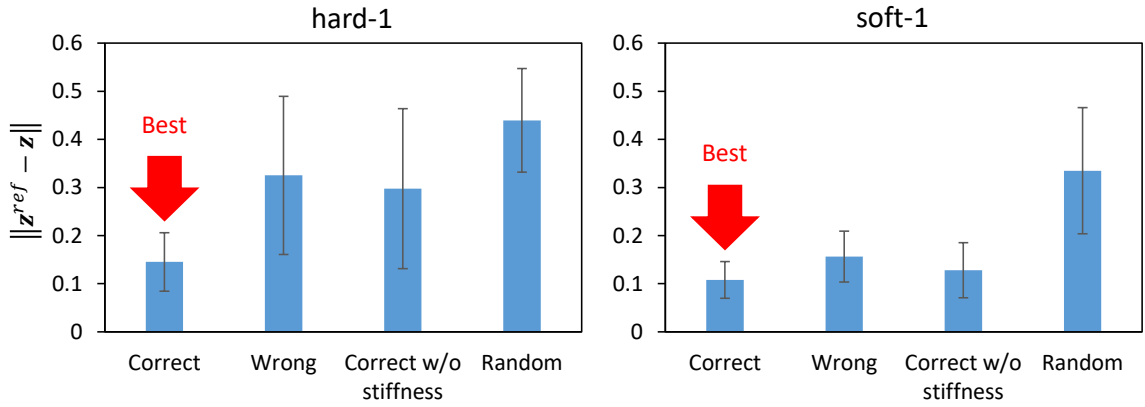 hard-1
‖z^ref − z‖
0.6
0.5
0.4
0.3
0.2
0.1
0
Best
Correct
Wrong
Correct w/o
stiffness
Random
soft-1
0.6
0.5
0.4
0.3
0.2
0.1
0
Best
Correct
Wrong
Correct w/o
stiffness
Random